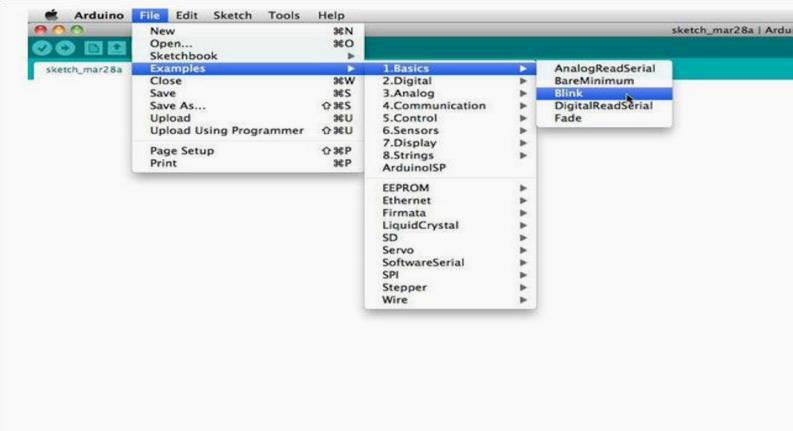 Arduino File Edit Sketch Tools Help
sketch_mar28a | Ardu
sketch_mar28a
New ⌘N
Open... ⌘O
Sketchbook
Examples
Close ⌘W
Save ⌘S
Save As... ⇧⌘S
Upload ⌘U
Upload Using Programmer ⇧⌘U
Page Setup ⇧⌘P
Print ⌘P
1.Basics
2.Digital
3.Analog
4.Communication
5.Control
6.Sensors
7.Display
8.Strings
ArduinoISP
EEPROM
Ethernet
Firmata
LiquidCrystal
SD
Servo
SoftwareSerial
SPI
Stepper
Wire
AnalogReadSerial
BareMinimum
Blink
DigitalReadSerial
Fade